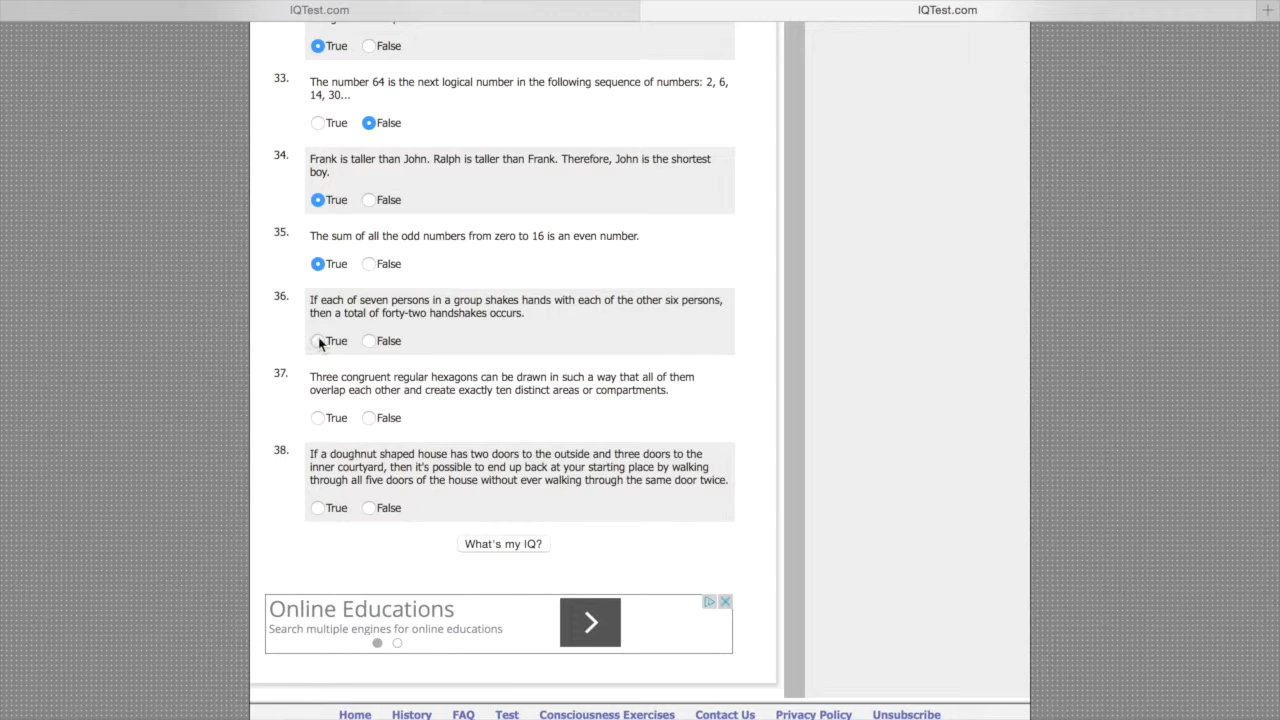 IQTest.com
IQTest.com
True False
33. The number 64 is the next logical number in the following sequence of numbers: 2, 6,
14, 30...
True False
34. Frank is taller than John. Ralph is taller than Frank. Therefore, John is the shortest
boy.
True False
35. The sum of all the odd numbers from zero to 16 is an even number.
True False
36. If each of seven persons in a group shakes hands with each of the other six persons,
then a total of forty-two handshakes occurs.
True False
37. Three congruent regular hexagons can be drawn in such a way that all of them
overlap each other and create exactly ten distinct areas or compartments.
True False
38. If a doughnut shaped house has two doors to the outside and three doors to the
inner courtyard, then it's possible to end up back at your starting place by walking
through all five doors of the house without ever walking through the same door twice.
True False
What's my IQ?
Online Educations
Search multiple engines for online educations
Home History FAQ Test Consciousness Exercises Contact Us Privacy Policy Unsubscribe